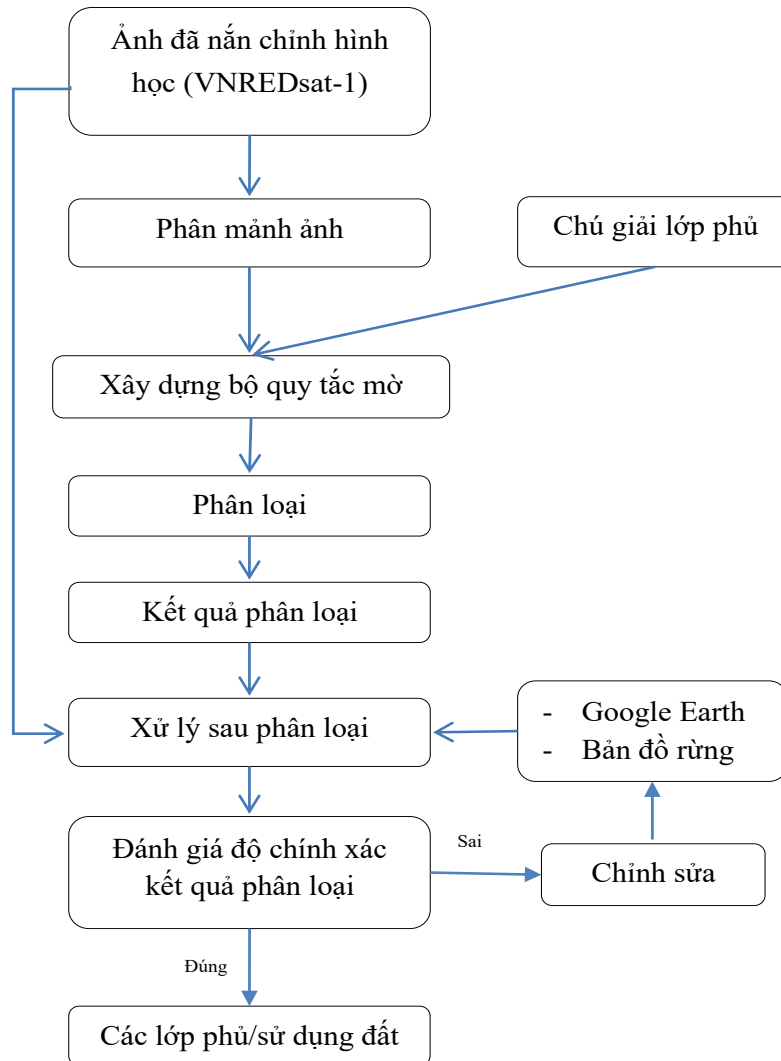 Ảnh đã nắn chỉnh hình
học (VNREDsat-1)
Phân mảnh ảnh
Chú giải lớp phủ
Xây dựng bộ quy tắc mờ
Phân loại
Kết quả phân loại
Xử lý sau phân loại
- Google Earth
- Bản đồ rừng
Đánh giá độ chính xác
kết quả phân loại
Sai
Chỉnh sửa
Đúng
Các lớp phủ/sử dụng đất